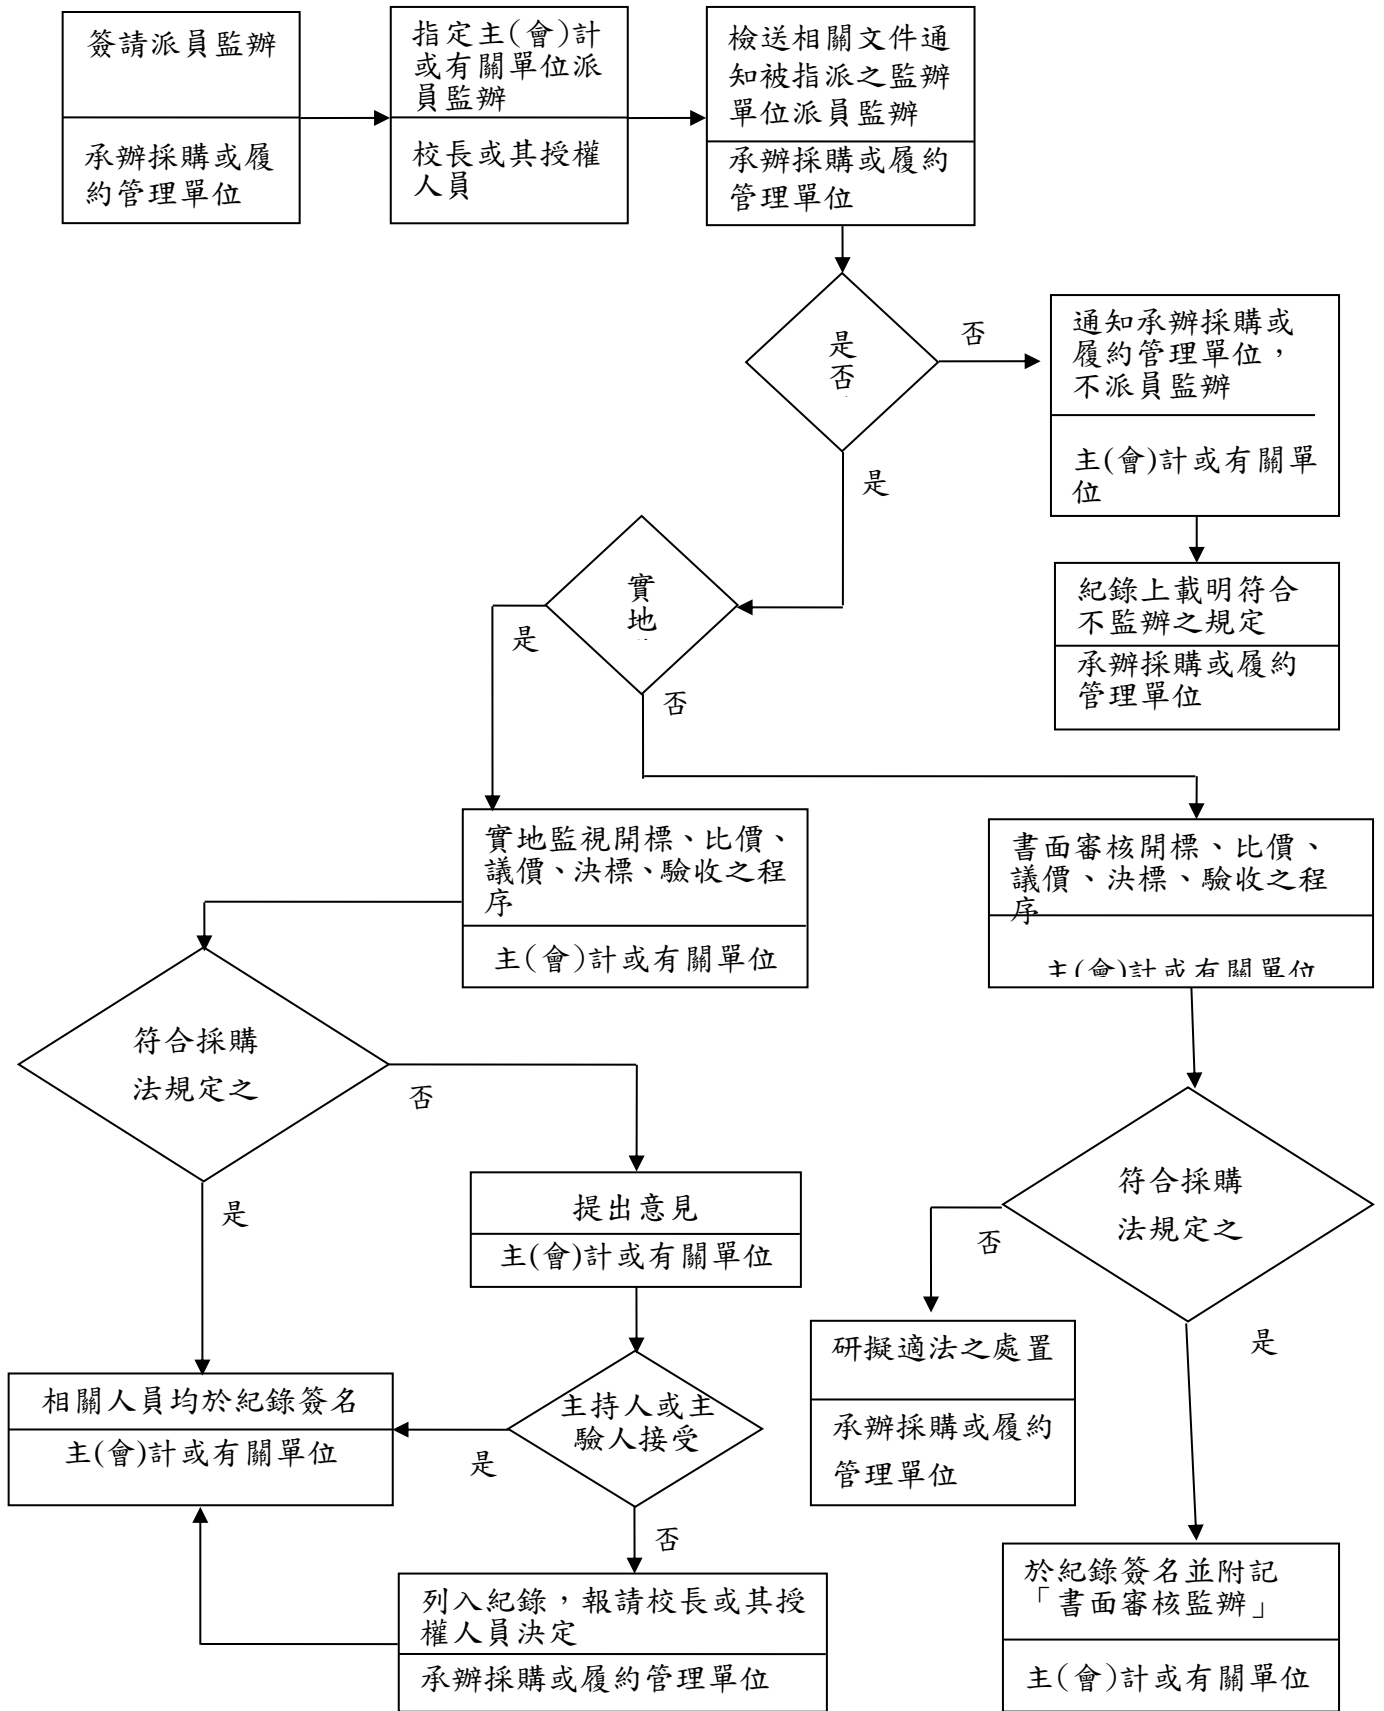 簽請派員監辦
承辦採購或履
約管理單位
指定主(會)計
或有關單位派
員監辦
校長或其授權
人員
檢送相關文件通
知被指派之監辦
單位派員監辦
承辦採購或履約
管理單位
是
否
否
是
通知承辦採購或
履約管理單位，
不派員監辦
主(會)計或有關單
位
紀錄上載明符合
不監辦之規定
承辦採購或履約
管理單位
實
地
是
否
實地監視開標、比價、
議價、決標、驗收之程
序
主(會)計或有關單位
書面審核開標、比價、
議價、決標、驗收之程
序
主(會)計或有關單位
符合採購
法規定之
否
是
提出意見
主(會)計或有關單位
符合採購
法規定之
否
是
研擬適法之處置
承辦採購或履約
管理單位
相關人員均於紀錄簽名
主(會)計或有關單位
主持人或主
驗人接受
是
否
列入紀錄，報請校長或其授
權人員決定
承辦採購或履約管理單位
於紀錄簽名並附記
「書面審核監辦」
主(會)計或有關單位